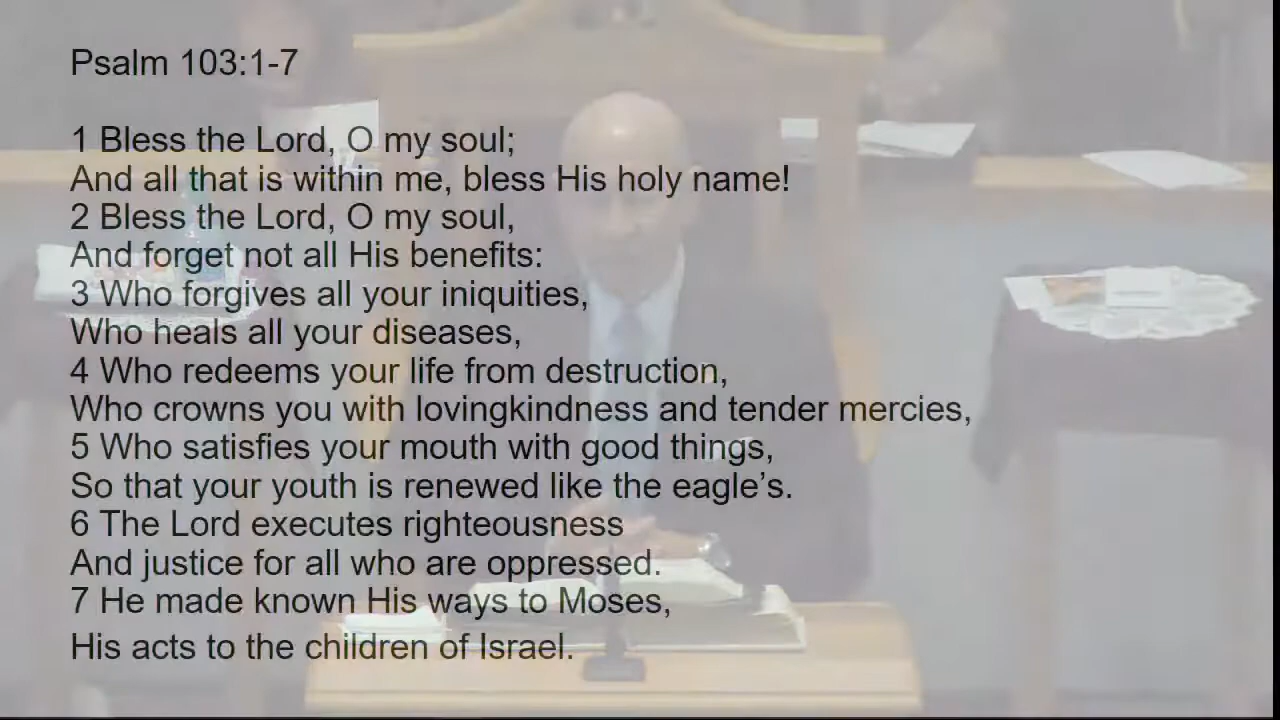 Psalm 103:1-7
1 Bless the Lord, O my soul;
And all that is within me, bless His holy name!
2 Bless the Lord, O my soul,
And forget not all His benefits:
3 Who forgives all your iniquities,
Who heals all your diseases,
4 Who redeems your life from destruction,
Who crowns you with lovingkindness and tender mercies,
5 Who satisfies your mouth with good things,
So that your youth is renewed like the eagle’s.
6 The Lord executes righteousness
And justice for all who are oppressed.
7 He made known His ways to Moses,
His acts to the children of Israel.